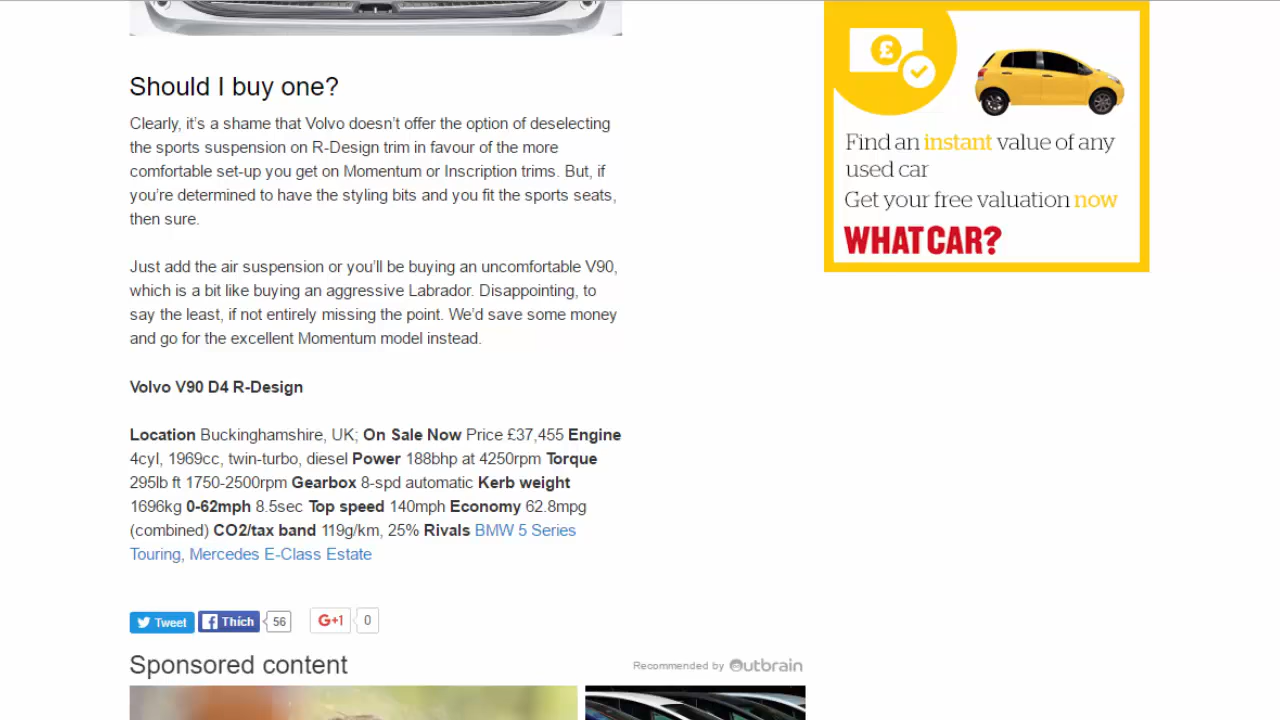 Should I buy one?
Clearly, it’s a shame that Volvo doesn’t offer the option of deselecting
the sports suspension on R-Design trim in favour of the more
comfortable set-up you get on Momentum or Inscription trims. But, if
you’re determined to have the styling bits and you fit the sports seats,
then sure.
Just add the air suspension or you’ll be buying an uncomfortable V90,
which is a bit like buying an aggressive Labrador. Disappointing, to
say the least, if not entirely missing the point. We’d save some money
and go for the excellent Momentum model instead.
Volvo V90 D4 R-Design
Location Buckinghamshire, UK; On Sale Now Price £37,455 Engine
4cyl, 1969cc, twin-turbo, diesel Power 188bhp at 4250rpm Torque
295lb ft 1750-2500rpm Gearbox 8-spd automatic Kerb weight
1696kg 0-62mph 8.5sec Top speed 140mph Economy 62.8mpg
(combined) CO2/tax band 119g/km, 25% Rivals BMW 5 Series
Touring, Mercedes E-Class Estate
Tweet Thích 56 G+1 0
Sponsored content
Recommended by Outbrain
£
Find an instant value of any
used car
Get your free valuation now
WHAT CAR?